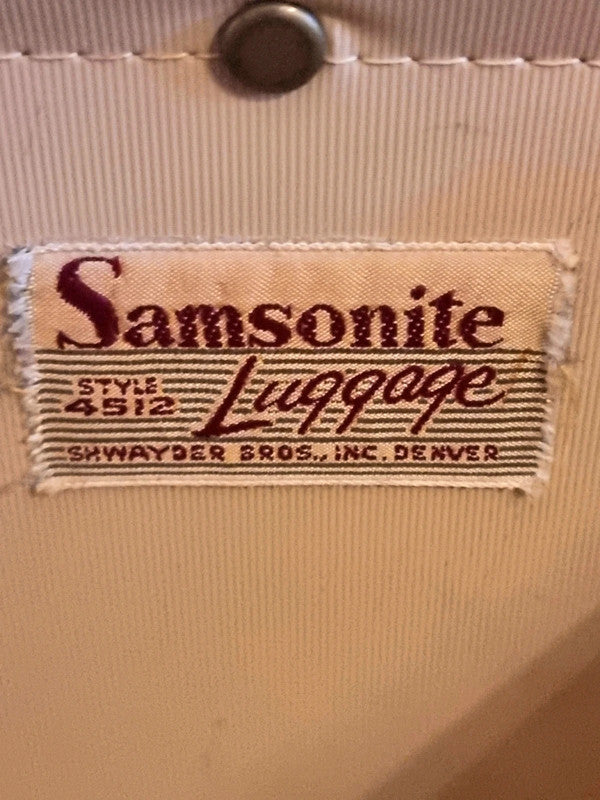 Samsonite
STYLE
4512
Luggage
SHWAYDER BROS., INC. DENVER